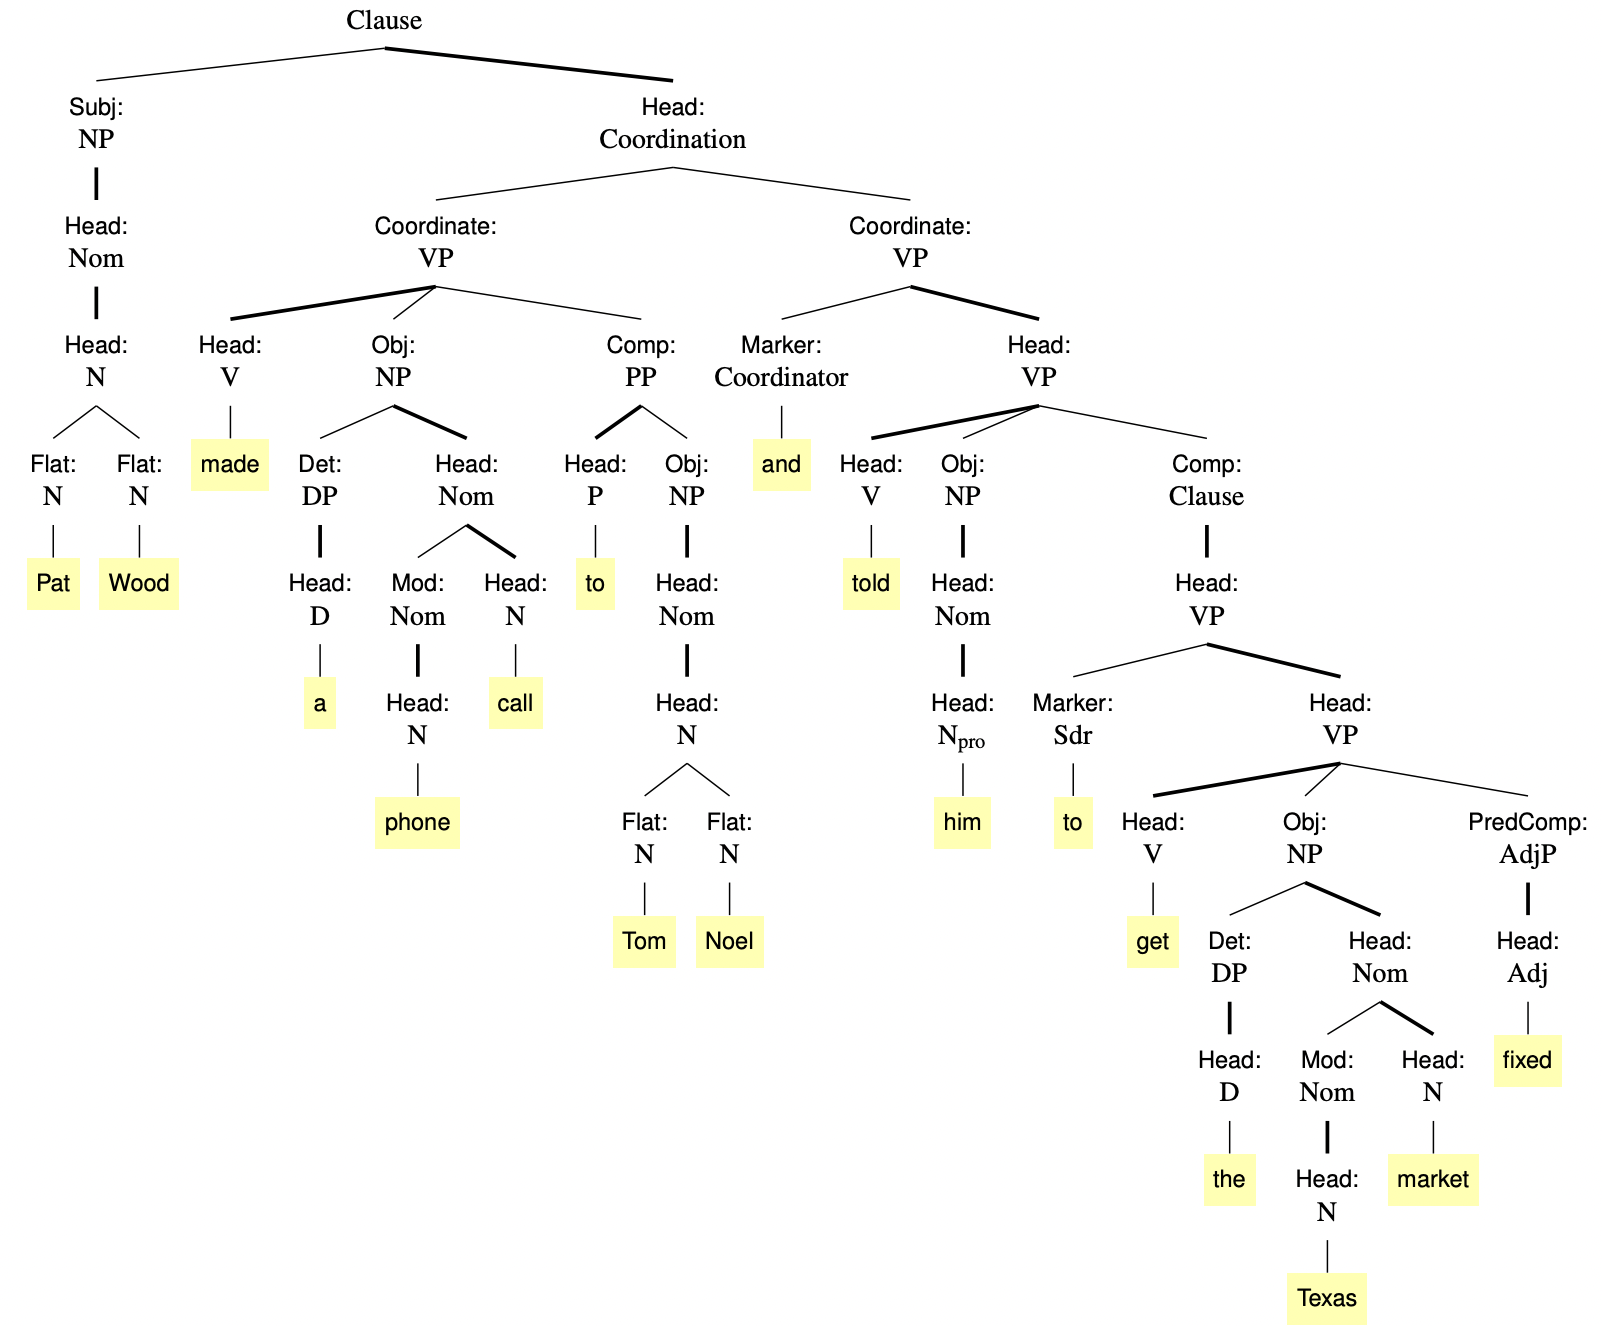 Clause
Subj: Head:
NP Coordination
Head: Coordinate: Coordinate:
Nom VP VP
Head: Head: Obj: Comp: Marker: Head:
N V NP PP Coordinator VP
Flat: Flat: made Det: Head: Head: Obj: and Head: Obj: Comp:
N N DP Nom P NP V NP Clause
Pat Wood Head: Mod: Head: to Head: told Head: Head:
D Nom N Nom Nom VP
a Head: call Head: Head: Marker: Head:
N N Npro Sdr VP
phone Flat: Flat: him to Head: Obj: PredComp:
N N V NP AdjP
Tom Noel get Det: Head: Head:
DP Nom Adj
Head: Mod: Head: fixed
D Nom N
the Head: market
N
Texas